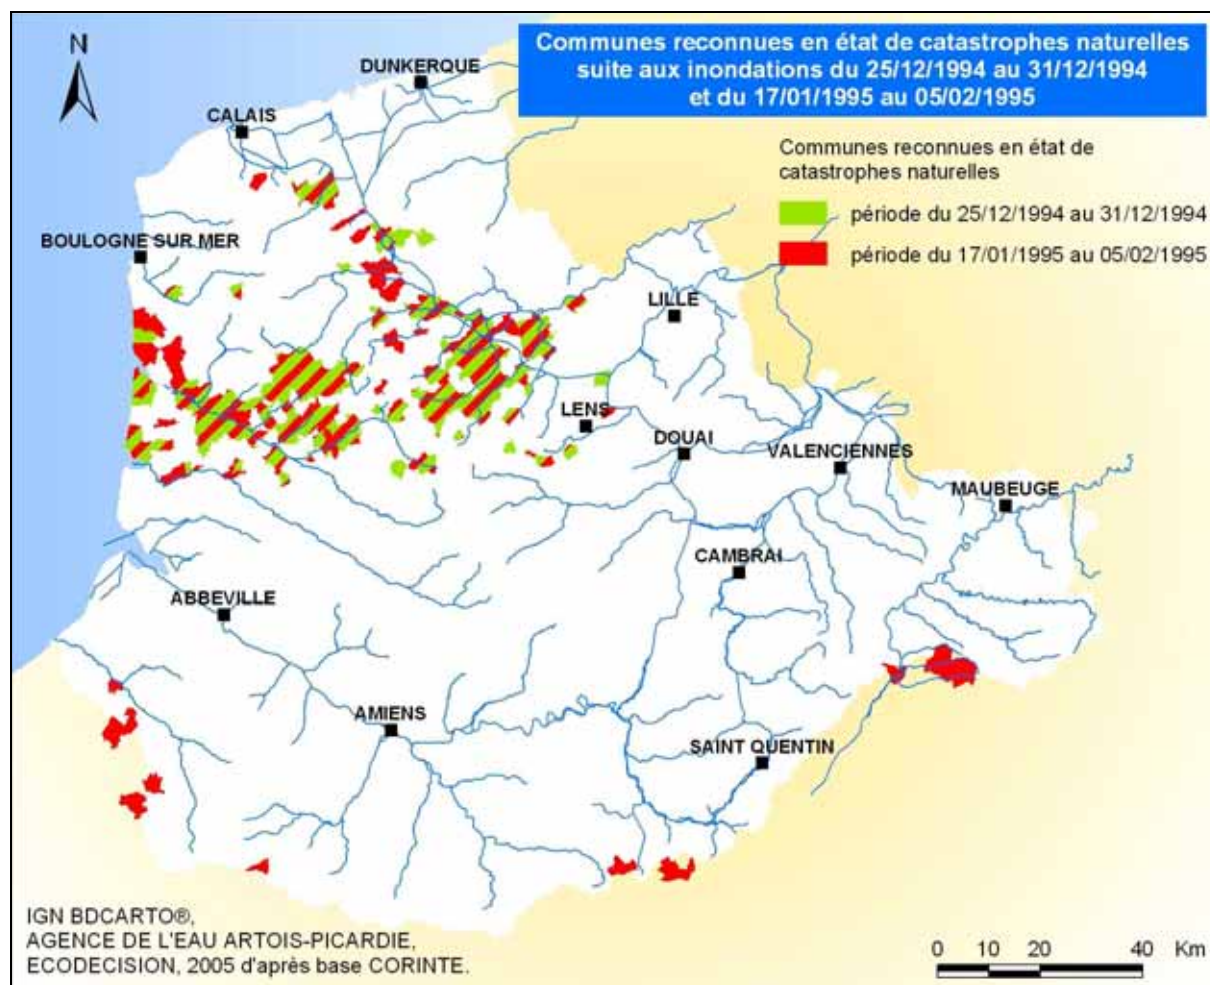 Communes reconnues en état de catastrophes naturelles
suite aux inondations du 25/12/1994 au 31/12/1994
et du 17/01/1995 au 05/02/1995
N
DUNKERQUE
CALAIS
Communes reconnues en état de
catastrophes naturelles
période du 25/12/1994 au 31/12/1994
période du 17/01/1995 au 05/02/1995
BOULOGNE SUR MER
LILLE
LENS
DOUAI
VALENCIENNES
MAUBEUGE
CAMBRAI
ABBEVILLE
AMIENS
SAINT QUENTIN
IGN BDCARTO®,
AGENCE DE L'EAU ARTOIS-PICARDIE,
ECODECISION, 2005 d'après base CORINTE.
0 10 20 40 Km